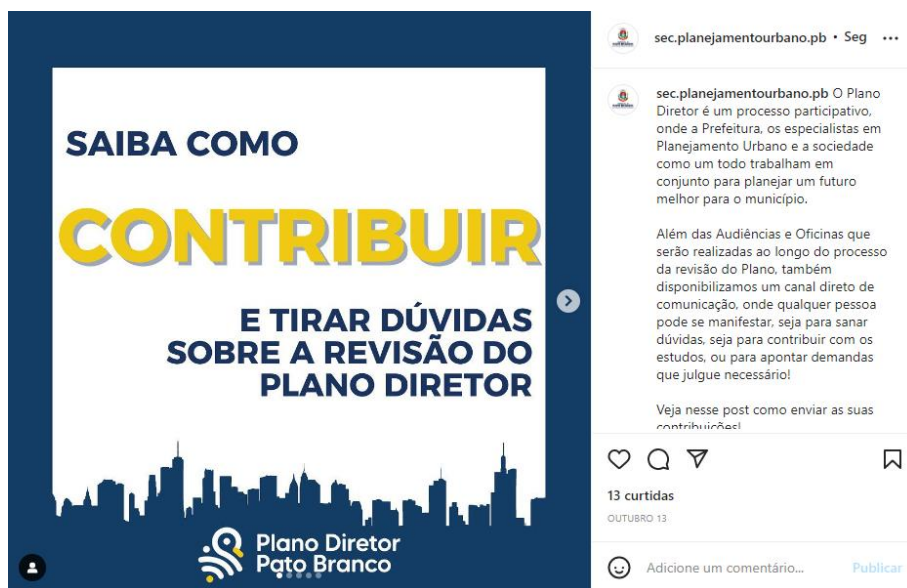 SAIBA COMO
CONTRIBUIR
E TIRAR DÚVIDAS
SOBRE A REVISÃO DO
PLANO DIRETOR
Plano Diretor
Pato Branco
sec.planejamentourbano.pb • Seg •••
sec.planejamentourbano.pb O Plano
Diretor é um processo participativo,
onde a Prefeitura, os especialistas em
Planejamento Urbano e a sociedade
como um todo trabalham em
conjunto para planejar um futuro
melhor para o município.
Além das Audiências e Oficinas que
serão realizadas ao longo do processo
da revisão do Plano, também
disponibilizamos um canal direto de
comunicação, onde qualquer pessoa
pode se manifestar, seja para sanar
dúvidas, seja para contribuir com os
estudos, ou para apontar demandas
que julgue necessário!
Veja nesse post como enviar as suas
contribuições!
13 curtidas
OUTUBRO 13
Adicione um comentário... Publicar